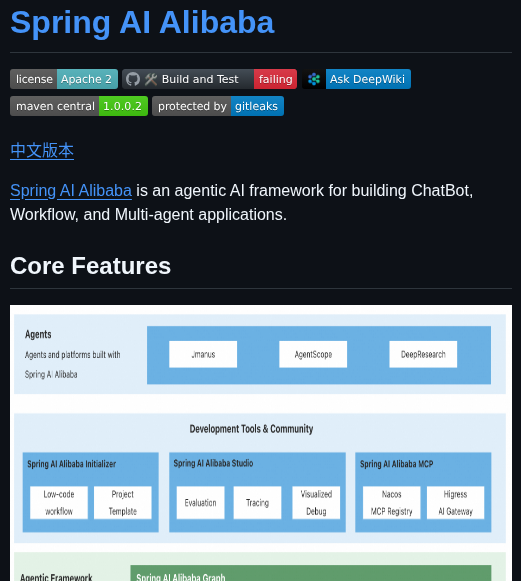 Spring AI Alibaba
license Apache 2 Build and Test failing Ask DeepWiki
maven central 1.0.0.2 protected by gitleaks
中文版本
Spring AI Alibaba is an agentic AI framework for building ChatBot,
Workflow, and Multi-agent applications.
Core Features
Agents
Agents and platforms built with
Spring AI Alibaba
Jmanus AgentScope DeepResearch
Development Tools & Community
Spring AI Alibaba Initializer
Low-code
workflow
Project
Template
Spring AI Alibaba Studio
Evaluation
Tracing
Visualized
Debug
Spring AI Alibaba MCP
Nacos
MCP Registry
Higress
AI Gateway
Agentic Framework
Spring AI Alibaba Graph